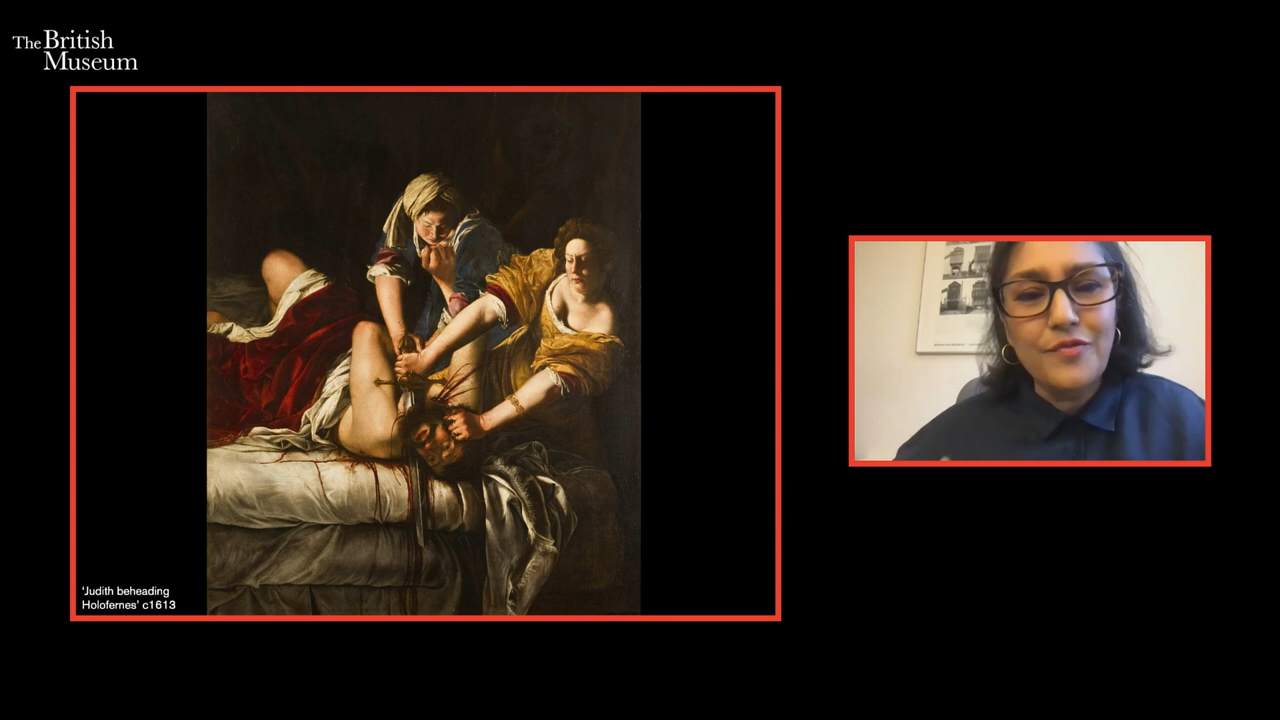 The British
Museum
'Judith beheading
Holofernes' c1613